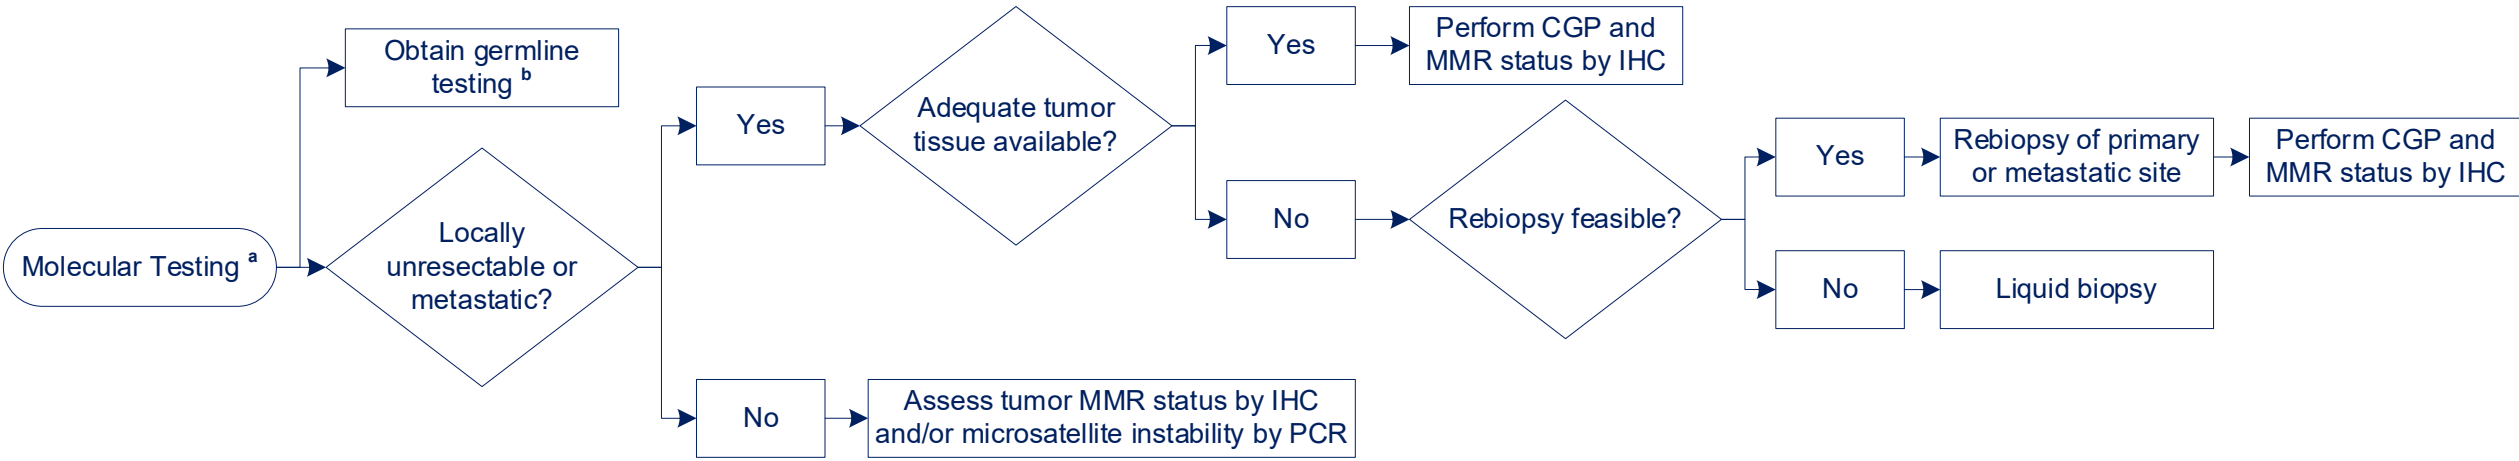 Molecular Testing a
Obtain germline
testing b
Locally
unresectable or
metastatic?
Yes
Adequate tumor
tissue available?
Yes
Perform CGP and
MMR status by IHC
No
Rebiopsy feasible?
Yes
Rebiopsy of primary
or metastatic site
Perform CGP and
MMR status by IHC
No
Liquid biopsy
No
Assess tumor MMR status by IHC
and/or microsatellite instability by PCR